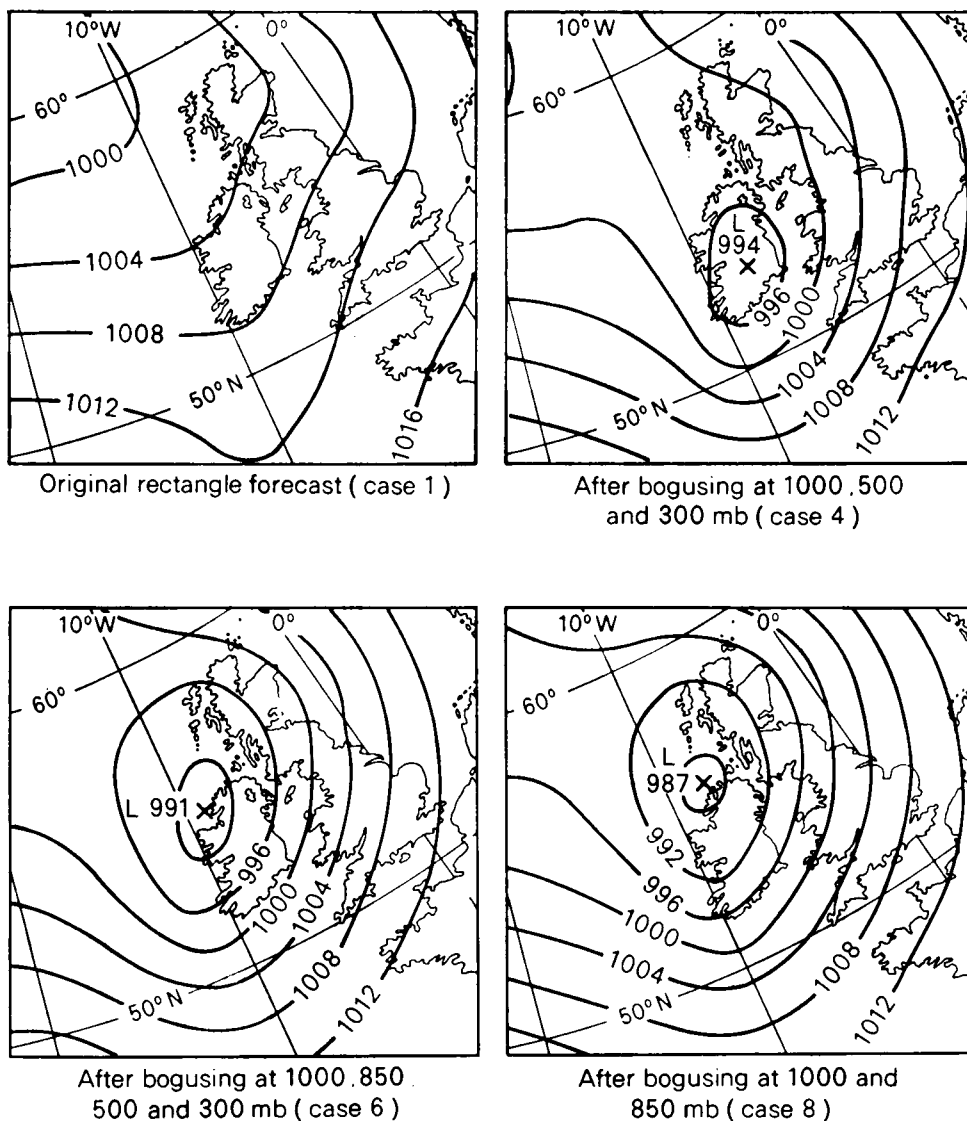 10°W
0°
60°
1000
1004
1008
1012
50°N
1016
Original rectangle forecast ( case 1 )
10°W
0°
60°
L
994
996
1000
1004
1008
50°N
1012
After bogusing at 1000 , 500
and 300 mb ( case 4 )
10°W
0°
60°
L 991
996
1000
1004
1008
50°N
1012
After bogusing at 1000 , 850 ,
500 and 300 mb ( case 6 )
10°W
0°
60°
L
987
992
996
1000
1004
1008
50°N
1012
After bogusing at 1000 and
850 mb ( case 8 )